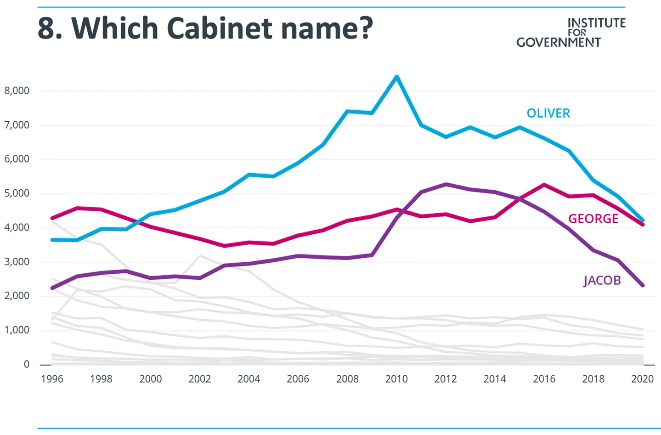 8. Which Cabinet name?
INSTITUTE
FOR
GOVERNMENT
8,000
7,000
6,000
5,000
4,000
3,000
2,000
1,000
0
OLIVER
GEORGE
JACOB
1996 1998 2000 2002 2004 2006 2008 2010 2012 2014 2016 2018 2020